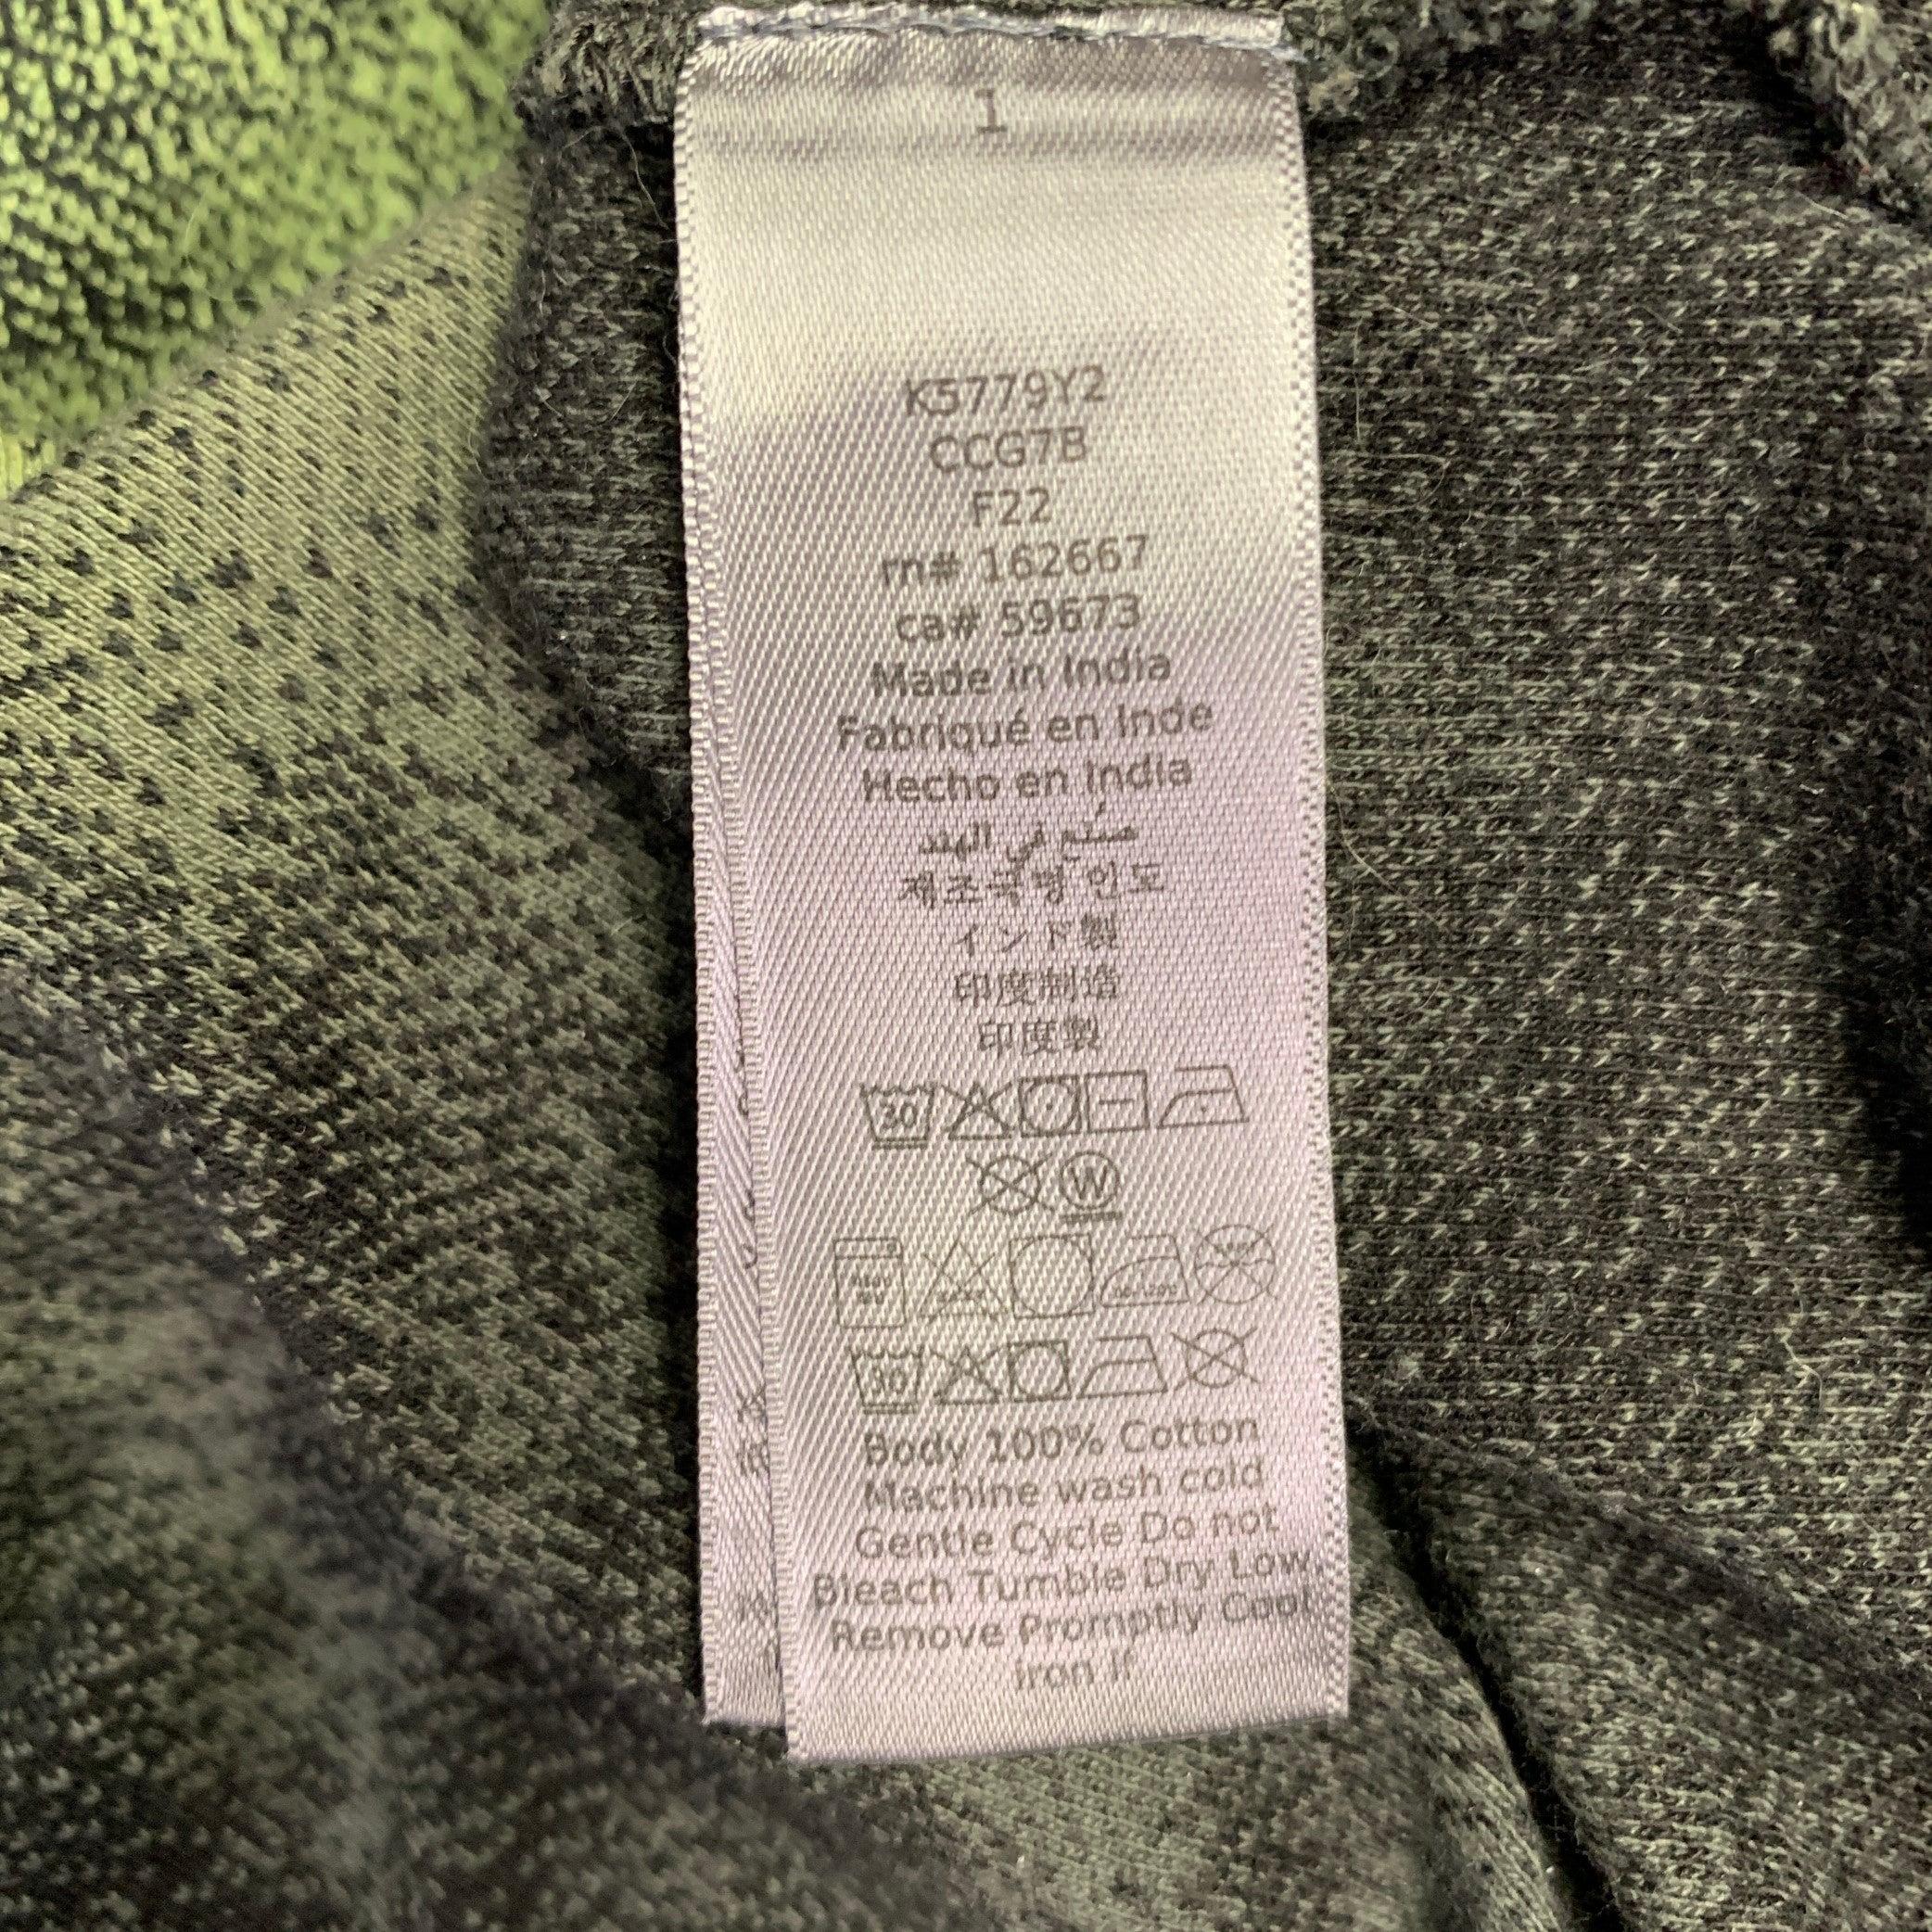 1
K5779Y2
CCG7B
F22
rn# 162667
ca# 59673
Made in India
Fabriqué en Inde
Hecho en India
صنع في الهند
제조국명 인도
インド製
印度制造
印度製
30
W
30
Body 100% Cotton
Machine wash cold
Gentle Cycle Do not
Bleach Tumble Dry Low
Remove Promptly Cool
iron If